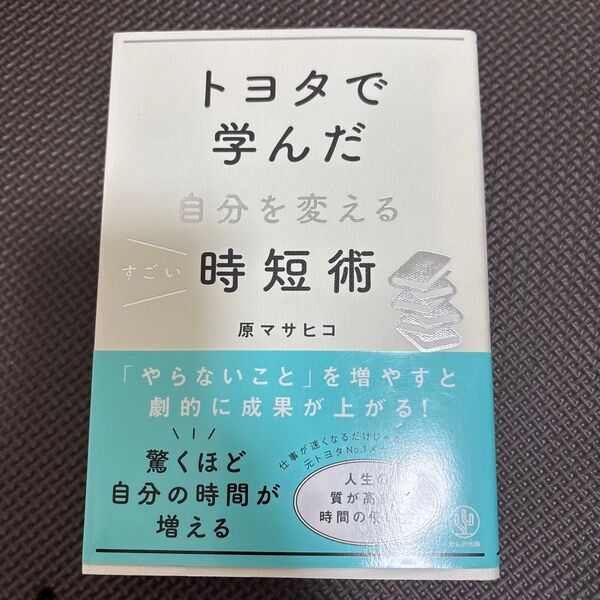 トヨタで
学んだ
自分を変える
すごい
時短術
原マサヒコ
「やらないこと」を増やすと
劇的に成果が上がる!
驚くほど
自分の時間が
増える
仕事が速くなるだけじゃ
元トヨタNo.1メ
人生の
質が高
時間の使
かんき出版